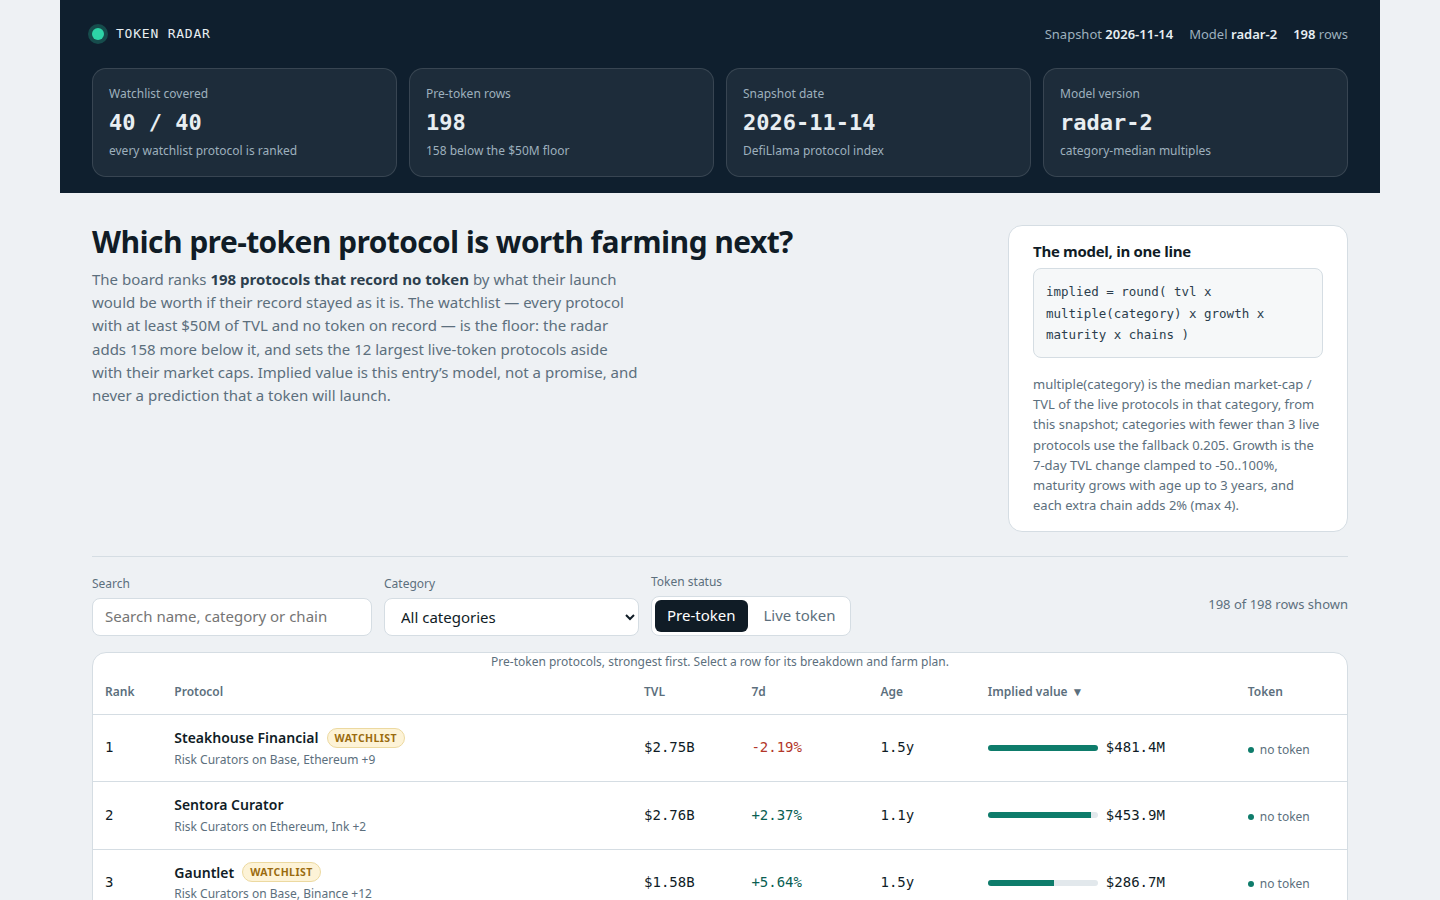 TOKEN RADAR
Snapshot 2026-11-14 Model radar-2 198 rows
Watchlist covered
40 / 40
every watchlist protocol is ranked
Pre-token rows
198
158 below the $50M floor
Snapshot date
2026-11-14
DefiLlama protocol index
Model version
radar-2
category-median multiples
Which pre-token protocol is worth farming next?
The board ranks 198 protocols that record no token by what their launch
would be worth if their record stayed as it is. The watchlist — every protocol
with at least $50M of TVL and no token on record — is the floor: the radar
adds 158 more below it, and sets the 12 largest live-token protocols aside
with their market caps. Implied value is this entry's model, not a promise, and
never a prediction that a token will launch.
The model, in one line
implied = round( tvl x
multiple(category) x growth x
maturity x chains )
multiple(category) is the median market-cap /
TVL of the live protocols in that category, from
this snapshot; categories with fewer than 3 live
protocols use the fallback 0.205. Growth is the
7-day TVL change clamped to -50..100%,
maturity grows with age up to 3 years, and
each extra chain adds 2% (max 4).
Search
Search name, category or chain
Category
All categories
Token status
Pre-token Live token
198 of 198 rows shown
Pre-token protocols, strongest first. Select a row for its breakdown and farm plan.
Rank Protocol TVL 7d Age Implied value ▼ Token
1 Steakhouse Financial WATCHLIST $2.75B -2.19% 1.5y $481.4M no token
Risk Curators on Base, Ethereum +9
2 Sentora Curator $2.76B +2.37% 1.1y $453.9M no token
Risk Curators on Ethereum, Ink +2
3 Gauntlet WATCHLIST $1.58B +5.64% 1.5y $286.7M no token
Risk Curators on Base, Binance +12